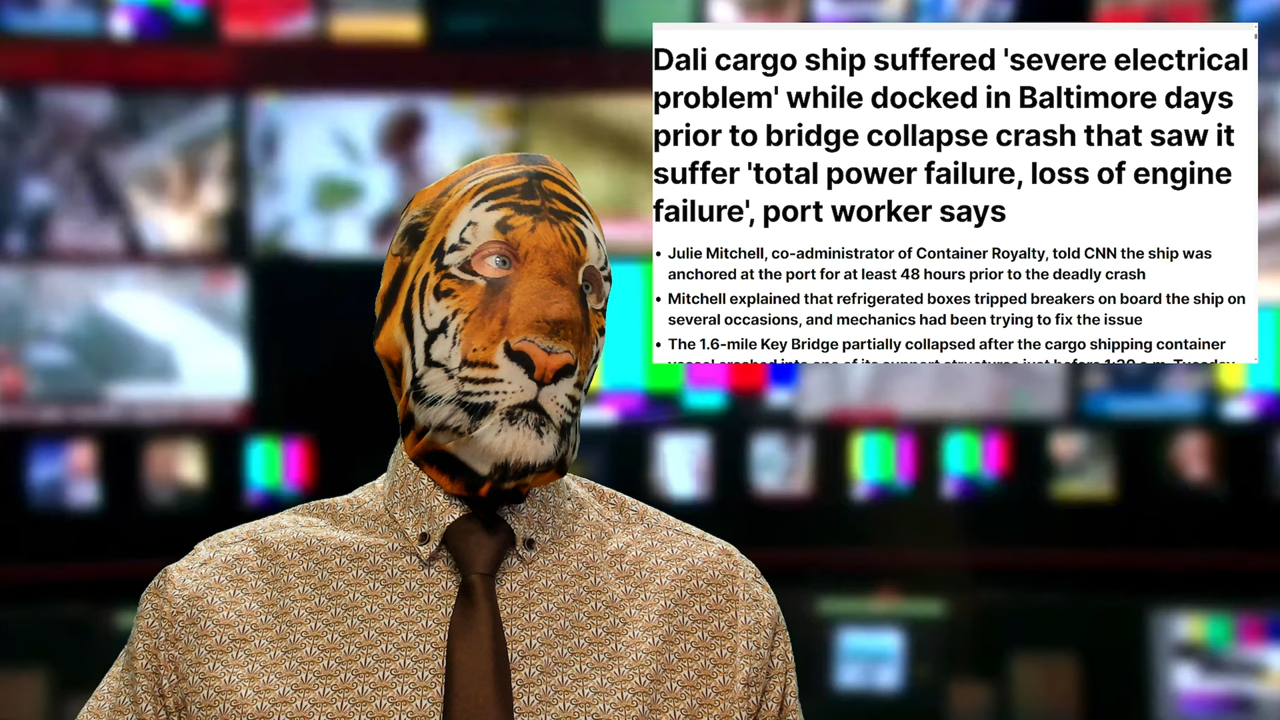 Dali cargo ship suffered 'severe electrical
problem' while docked in Baltimore days
prior to bridge collapse crash that saw it
suffer 'total power failure, loss of engine
failure', port worker says
• Julie Mitchell, co-administrator of Container Royalty, told CNN the ship was
anchored at the port for at least 48 hours prior to the deadly crash
• Mitchell explained that refrigerated boxes tripped breakers on board the ship on
several occasions, and mechanics had been trying to fix the issue
• The 1.6-mile Key Bridge partially collapsed after the cargo shipping container